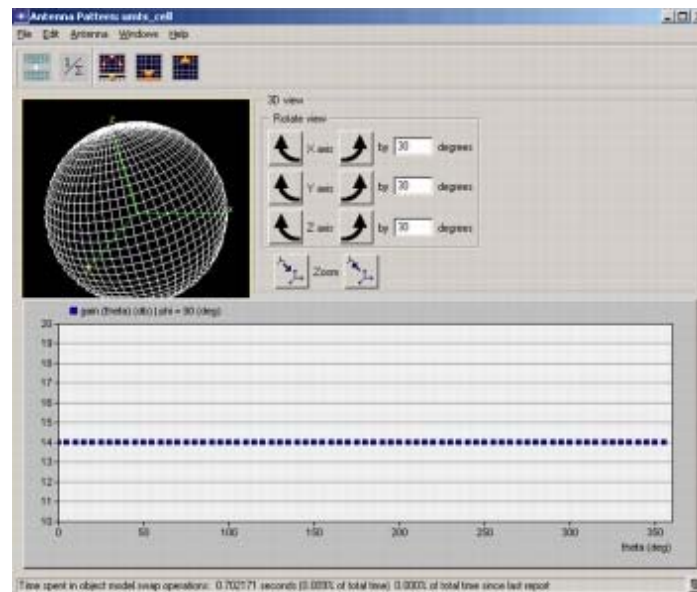 Antenna Pattern: umts_cell
File Edit Antenna Windows Help
3D view
Rotate view
X axis by 30 degrees
Y axis by 30 degrees
Z axis by 30 degrees
Zoom
gain (theta) (db) | phi = 90 (deg)
20
19
18
17
16
15
14
13
12
11
10
0 50 100 150 200 250 300 350
theta (deg)
Time spent in object model swap operations: 0.702171 seconds (0.009% of total time) 0.000% of total time since last report